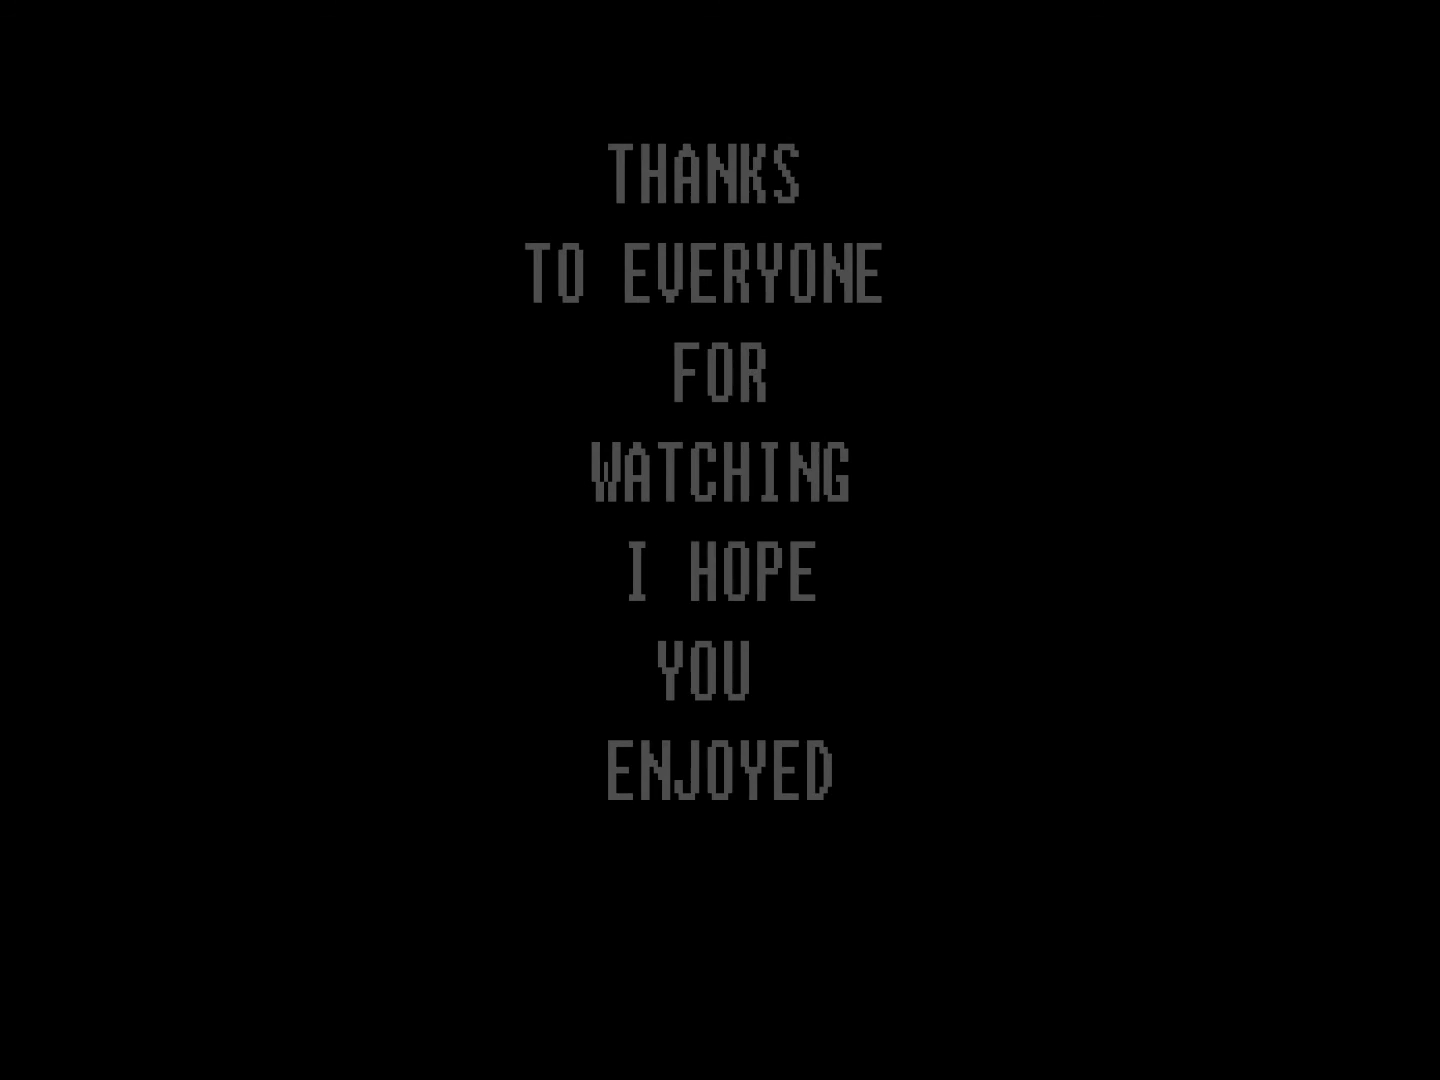 THANKS
TO EVERYONE
FOR
WATCHING
I HOPE
YOU
ENJOYED